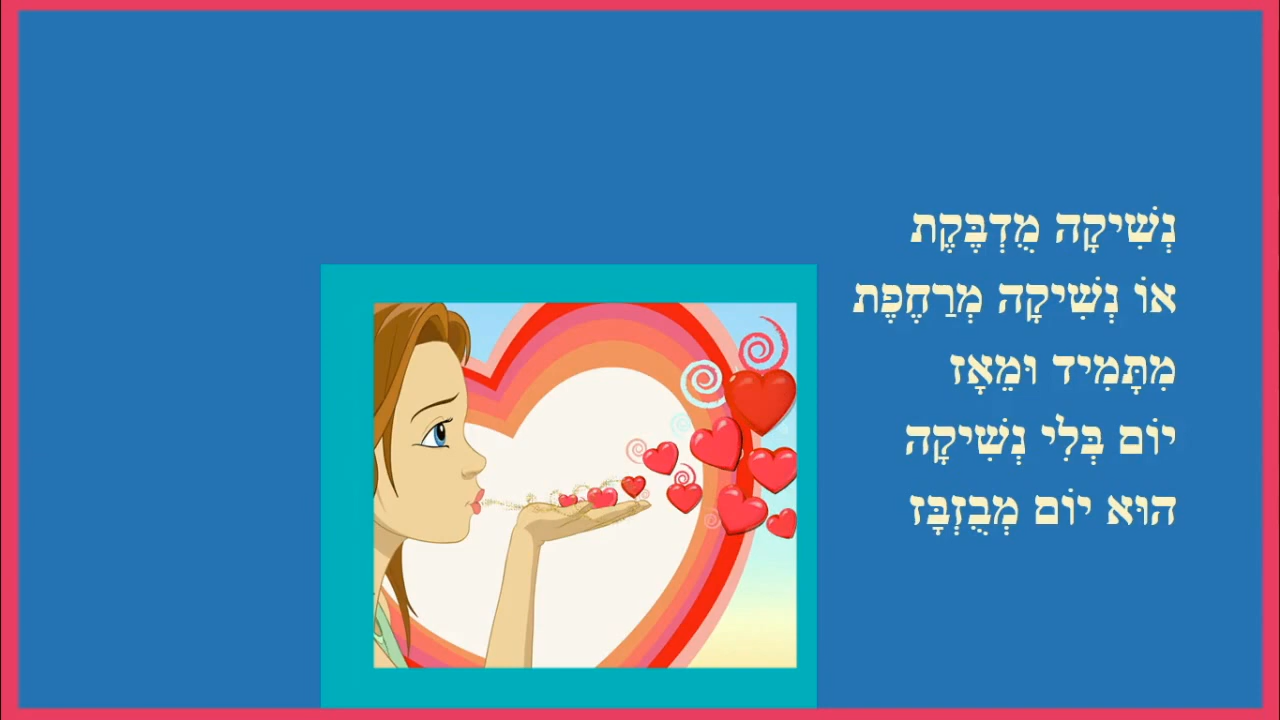 נְשִׁיקָה מֻדְבֶּקֶת
אוֹ נְשִׁיקָה מְרַחֶפֶת
מִתָּמִיד וּמֵאָז
יוֹם בְּלִי נְשִׁיקָה
הוּא יוֹם מְבֻזְבָּז